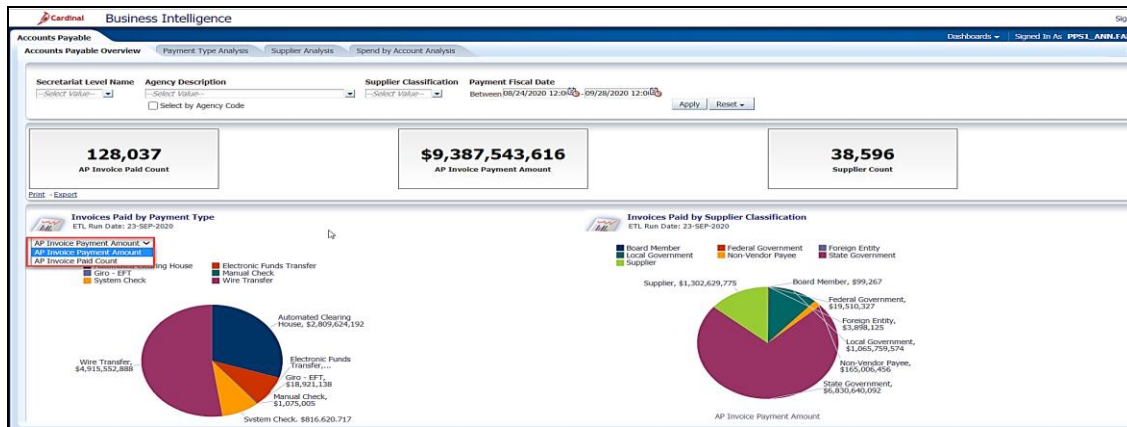 Cardinal Business Intelligence
Accounts Payable Dashboards Signed In As PPS1_ANN.FA
Accounts Payable Overview Payment Type Analysis Supplier Analysis Spend by Account Analysis
Secretariat Level Name Agency Description Supplier Classification Payment Fiscal Date
--Select Value-- --Select Value-- --Select Value-- Between 08/24/2020 12:0 - 09/28/2020 12:0
Select by Agency Code
Apply Reset
128,037
AP Invoice Paid Count
$9,387,543,616
AP Invoice Payment Amount
38,596
Supplier Count
Print - Export
Invoices Paid by Payment Type
ETL Run Date: 23-SEP-2020
AP Invoice Payment Amount
AP Invoice Payment Amount
AP Invoice Paid Count
Clearing House Electronic Funds Transfer
Giro - EFT Manual Check
System Check Wire Transfer
Automated Clearing
House, $2,809,624,192
Electronic Funds
Transfer,...
Giro - EFT,
$18,921,138
Manual Check,
$1,075,005
System Check, $816,620,717
Wire Transfer,
$4,915,552,888
Invoices Paid by Supplier Classification
ETL Run Date: 23-SEP-2020
Board Member Federal Government Foreign Entity
Local Government Non-Vendor Payee State Government
Supplier
Supplier, $1,302,629,775
Board Member, $99,267
Federal Government,
$19,510,327
Foreign Entity,
$3,898,125
Local Government,
$1,065,759,574
Non-Vendor Payee,
$165,006,456
State Government,
$6,830,640,092
AP Invoice Payment Amount